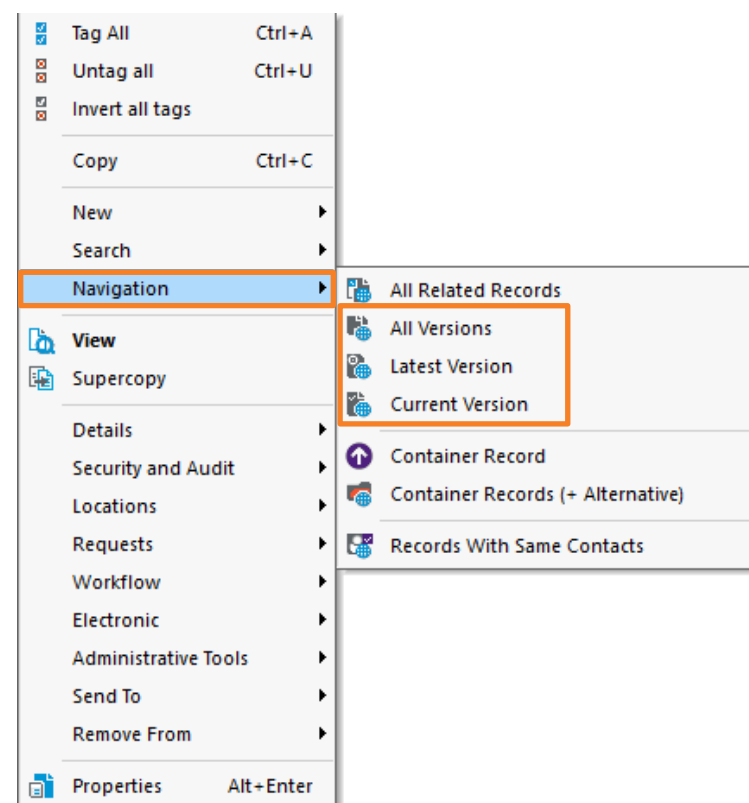 Tag All Ctrl+A
Untag all Ctrl+U
Invert all tags
Copy Ctrl+C
New
Search
Navigation
View
Supercopy
Details
Security and Audit
Locations
Requests
Workflow
Electronic
Administrative Tools
Send To
Remove From
Properties Alt+Enter
All Related Records
All Versions
Latest Version
Current Version
Container Record
Container Records (+ Alternative)
Records With Same Contacts